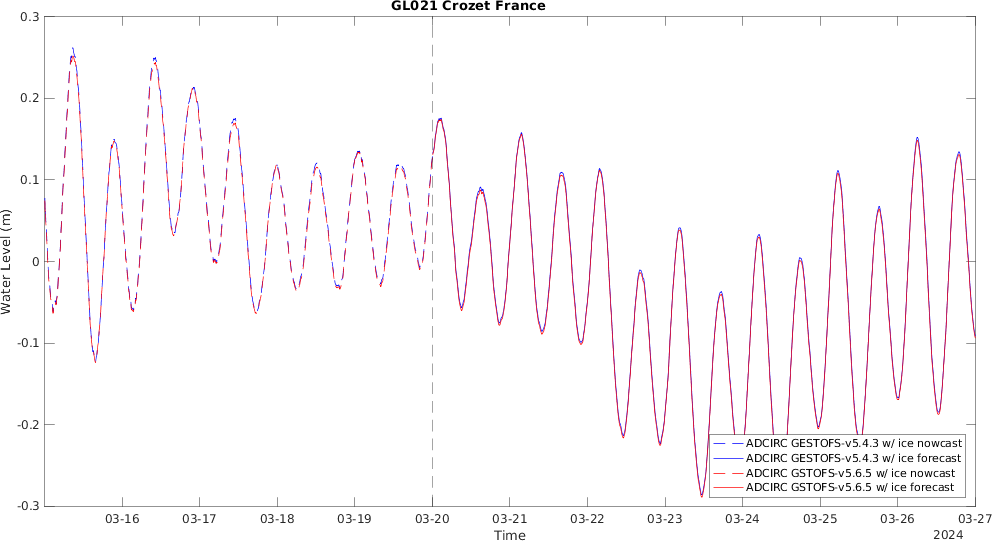 GL021 Crozet France
0.3
0.2
0.1
0
-0.1
-0.2
-0.3
Water Level (m)
ADCIRC GESTOFS-v5.4.3 w/ ice nowcast
ADCIRC GESTOFS-v5.4.3 w/ ice forecast
ADCIRC GSTOFS-v5.6.5 w/ ice nowcast
ADCIRC GSTOFS-v5.6.5 w/ ice forecast
03-16 03-17 03-18 03-19 03-20 03-21 03-22 03-23 03-24 03-25 03-26 03-27
Time
2024